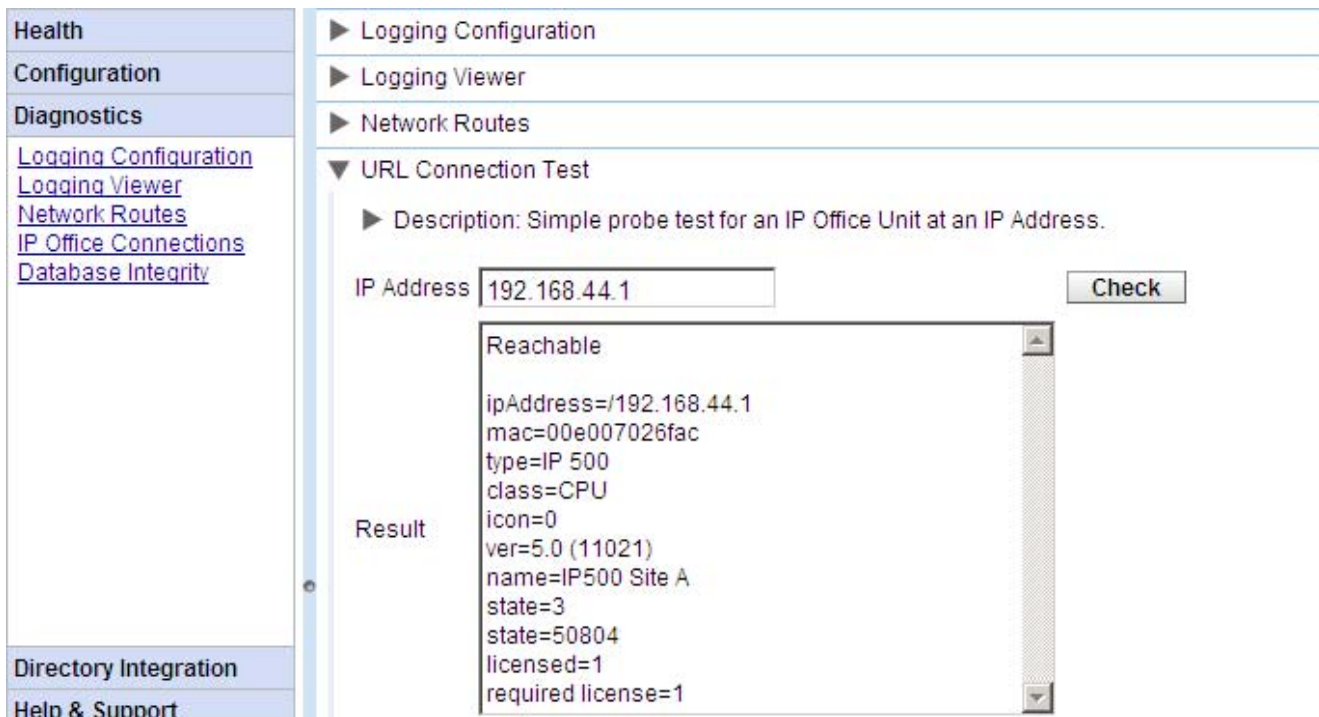 Health
Configuration
Diagnostics
Logging Configuration
Logging Viewer
Network Routes
IP Office Connections
Database Integrity
Directory Integration
Help & Support
Logging Configuration
Logging Viewer
Network Routes
URL Connection Test
Description: Simple probe test for an IP Office Unit at an IP Address.
IP Address 192.168.44.1 Check
Result
Reachable
ipAddress=/192.168.44.1
mac=00e007026fac
type=IP 500
class=CPU
icon=0
ver=5.0 (11021)
name=IP500 Site A
state=3
state=50804
licensed=1
required license=1